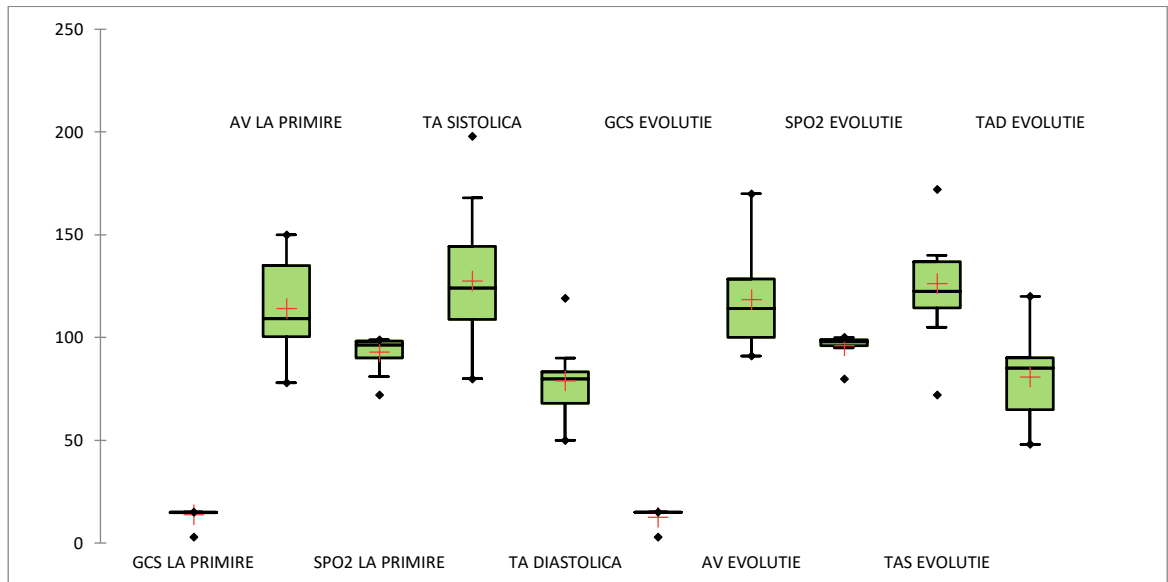 250
200
150
100
50
0
AV LA PRIMIRE
TA SISTOLICA
GCS EVOLUTIE
SPO2 EVOLUTIE
TAD EVOLUTIE
GCS LA PRIMIRE
SPO2 LA PRIMIRE
TA DIASTOLICA
AV EVOLUTIE
TAS EVOLUTIE